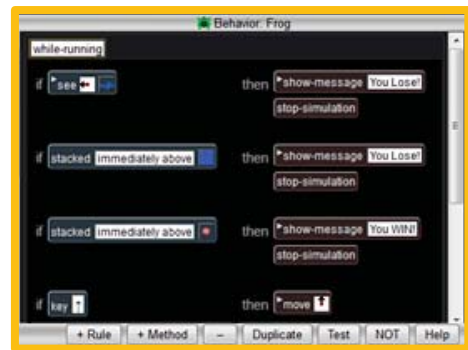 Behavior: Frog
while-running
if see then show-message You Lose!
stop-simulation
if stacked immediately above then show-message You Lose!
stop-simulation
if stacked immediately above then show-message You WIN!
stop-simulation
if key then move
+ Rule + Method − Duplicate Test NOT Help